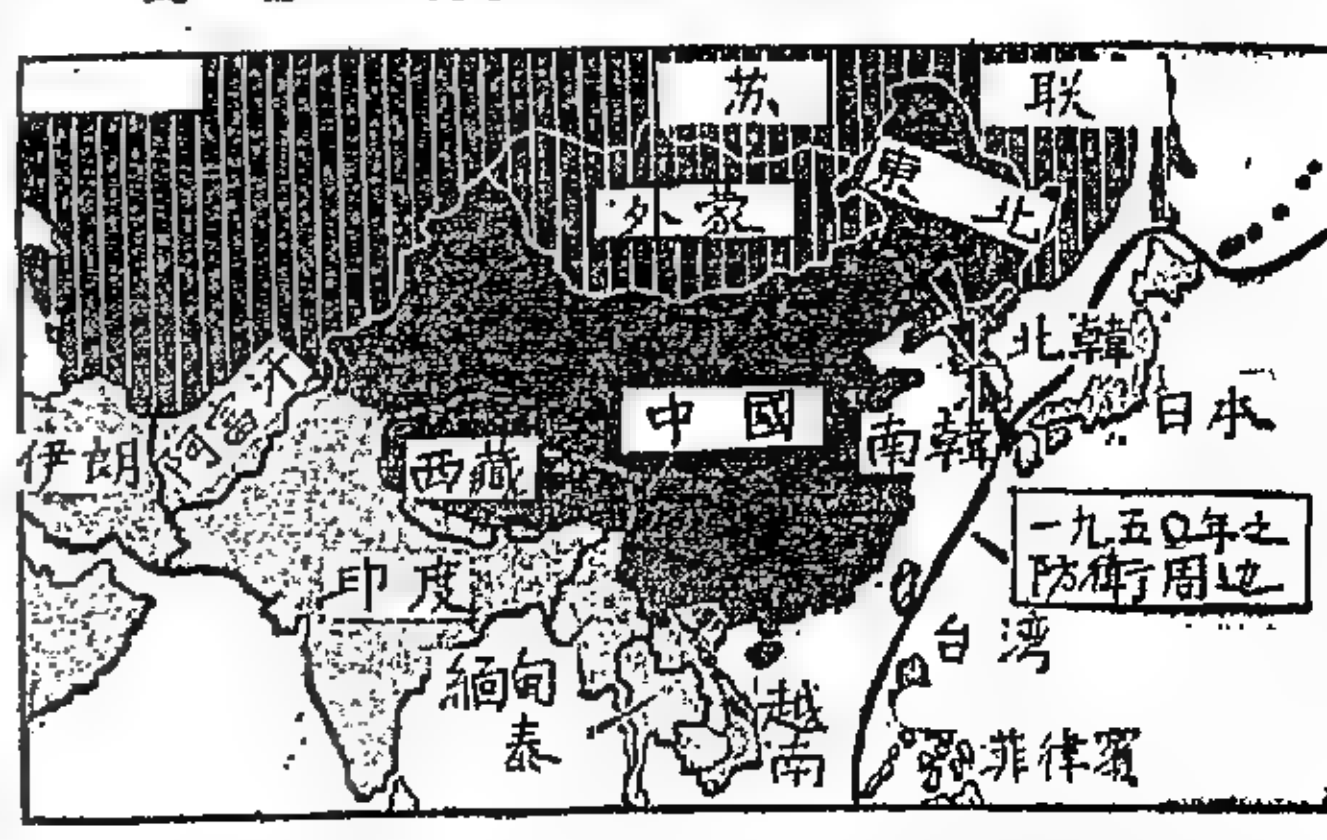 苏 联
外蒙
東北
北韓
日本
中國
南韓
阿富汗
伊朗
西藏
一九五〇年之
防衛周边
印度
台湾
緬甸
泰
越南
菲律賓